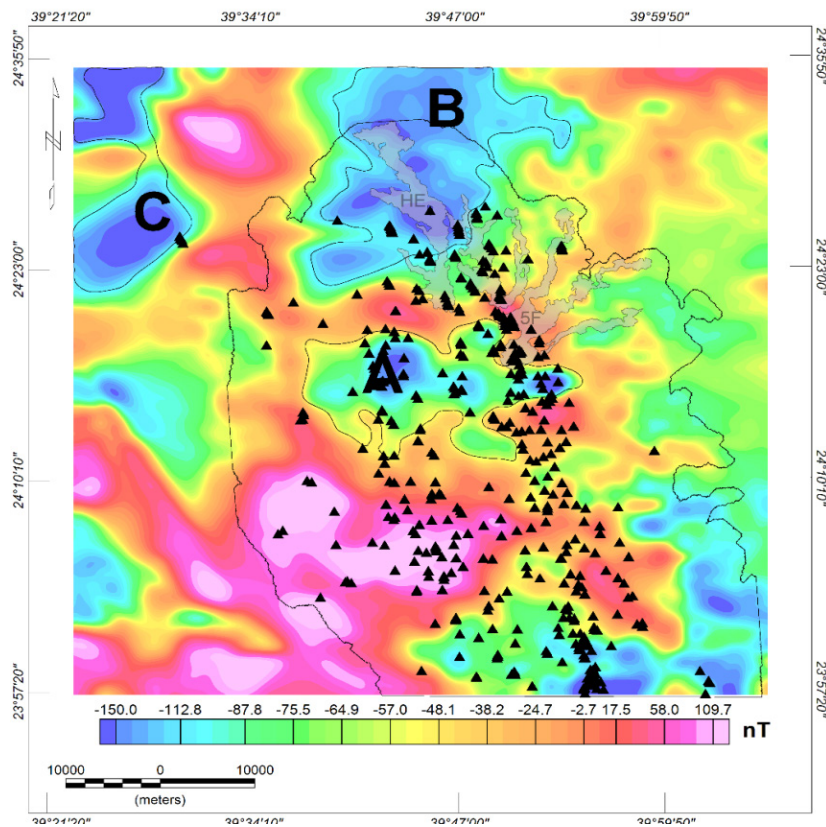 39°21'20" 39°34'10" 39°47'00" 39°59'50"
24°35'50" 24°35'50"
B
N
C
HE
24°23'00" 24°23'00"
5F
A
24°10'10" 24°10'10"
23°57'20" 23°57'20"
-150.0 -112.8 -87.8 -75.5 -64.9 -57.0 -48.1 -38.2 -24.7 -2.7 17.5 58.0 109.7
nT
10000 0 10000
(meters)
39°21'20" 39°34'10" 39°47'00" 39°59'50"